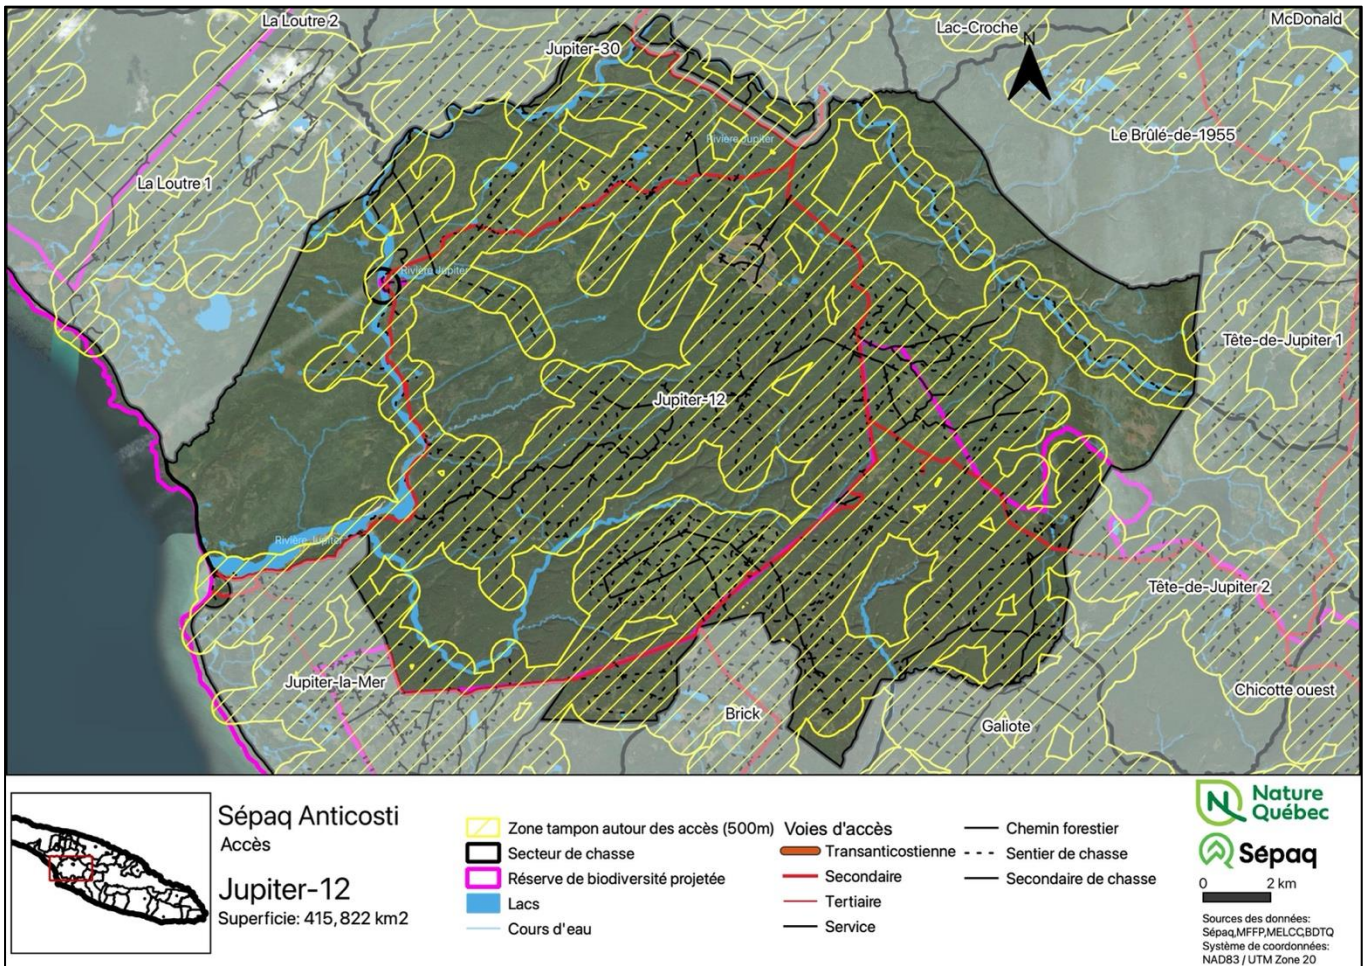 La Loutre 2
Jupiter-30
Lac-Croche
N
McDonald
Le Brûlé-de-1955
Rivière Jupiter
La Loutre 1
Rivière Jupiter
Tête-de-Jupiter 1
Jupiter-12
Rivière Jupiter
Tête-de-Jupiter 2
Jupiter-la-Mer
Chicotte ouest
Brick
Galiote
Sépaq Anticosti
Accès
Jupiter-12
Superficie: 415,822 km2
Zone tampon autour des accès (500m)
Secteur de chasse
Réserve de biodiversité projetée
Lacs
Cours d'eau
Voies d'accès
Transanticostienne
Secondaire
Tertiaire
Service
Chemin forestier
Sentier de chasse
Secondaire de chasse
Nature
Québec
Sépaq
0 2 km
Sources des données:
Sépaq,MFFP,MELCC,BDTQ
Système de coordonnées:
NAD83 / UTM Zone 20